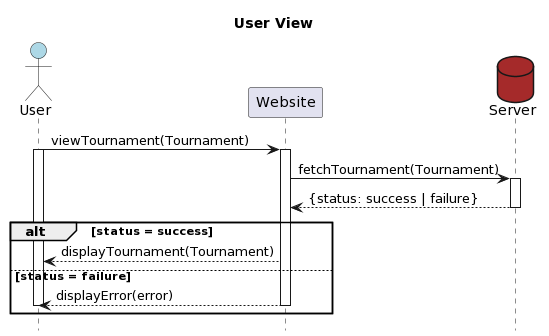 User View
User
Website
Server
viewTournament(Tournament)
fetchTournament(Tournament)
{status: success | failure}
alt [status = success]
displayTournament(Tournament)
[status = failure]
displayError(error)